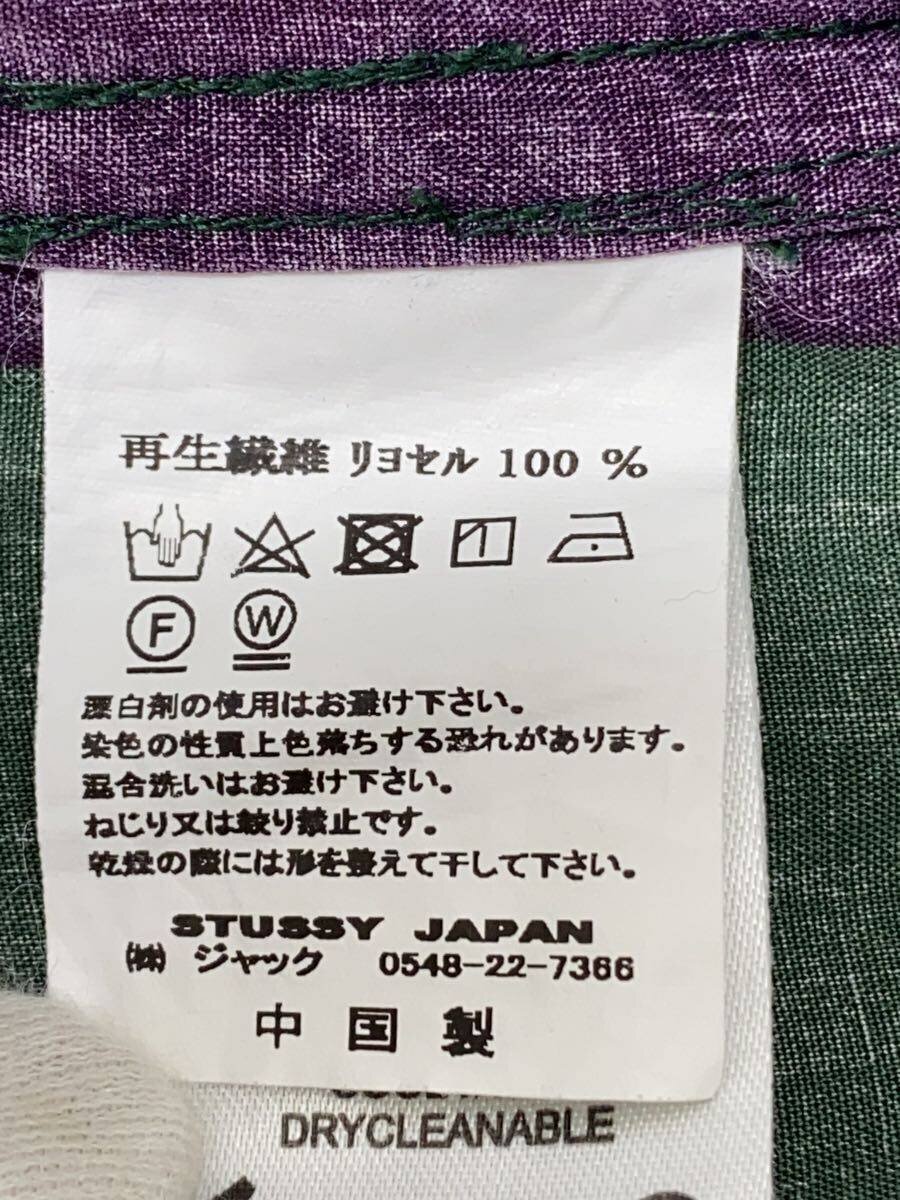 再生繊維 リヨセル 100 %
F W
漂白剤の使用はお避け下さい。
染色の性質上色落ちする恐れがあります。
混合洗いはお避け下さい。
ねじり又は絞り禁止です。
乾燥の際には形を整えて干して下さい。
STUSSY JAPAN
㈱ ジャック 0548-22-7366
中国製
DRYCLEANABLE